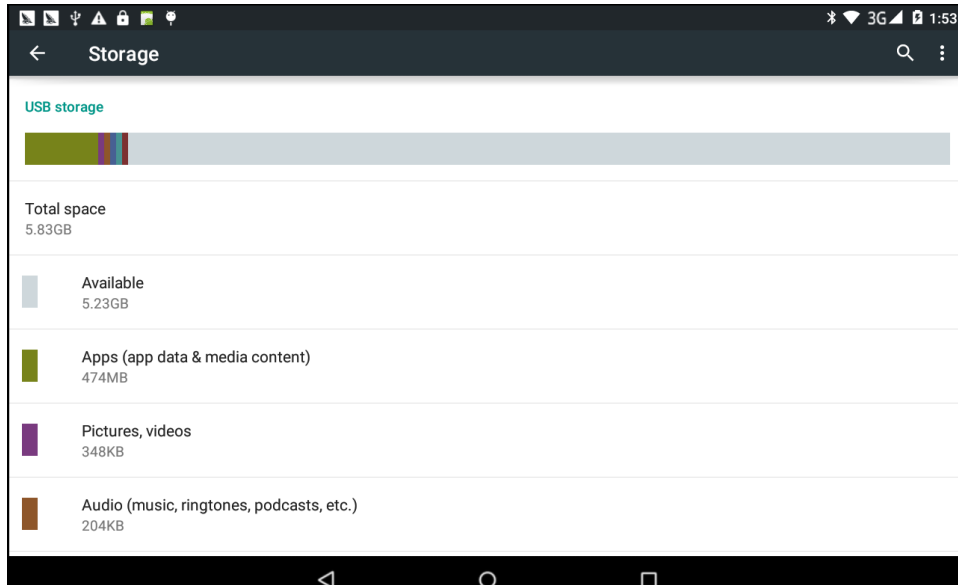 3G 1:53
Storage
USB storage
Total space
5.83GB
Available
5.23GB
Apps (app data & media content)
474MB
Pictures, videos
348KB
Audio (music, ringtones, podcasts, etc.)
204KB